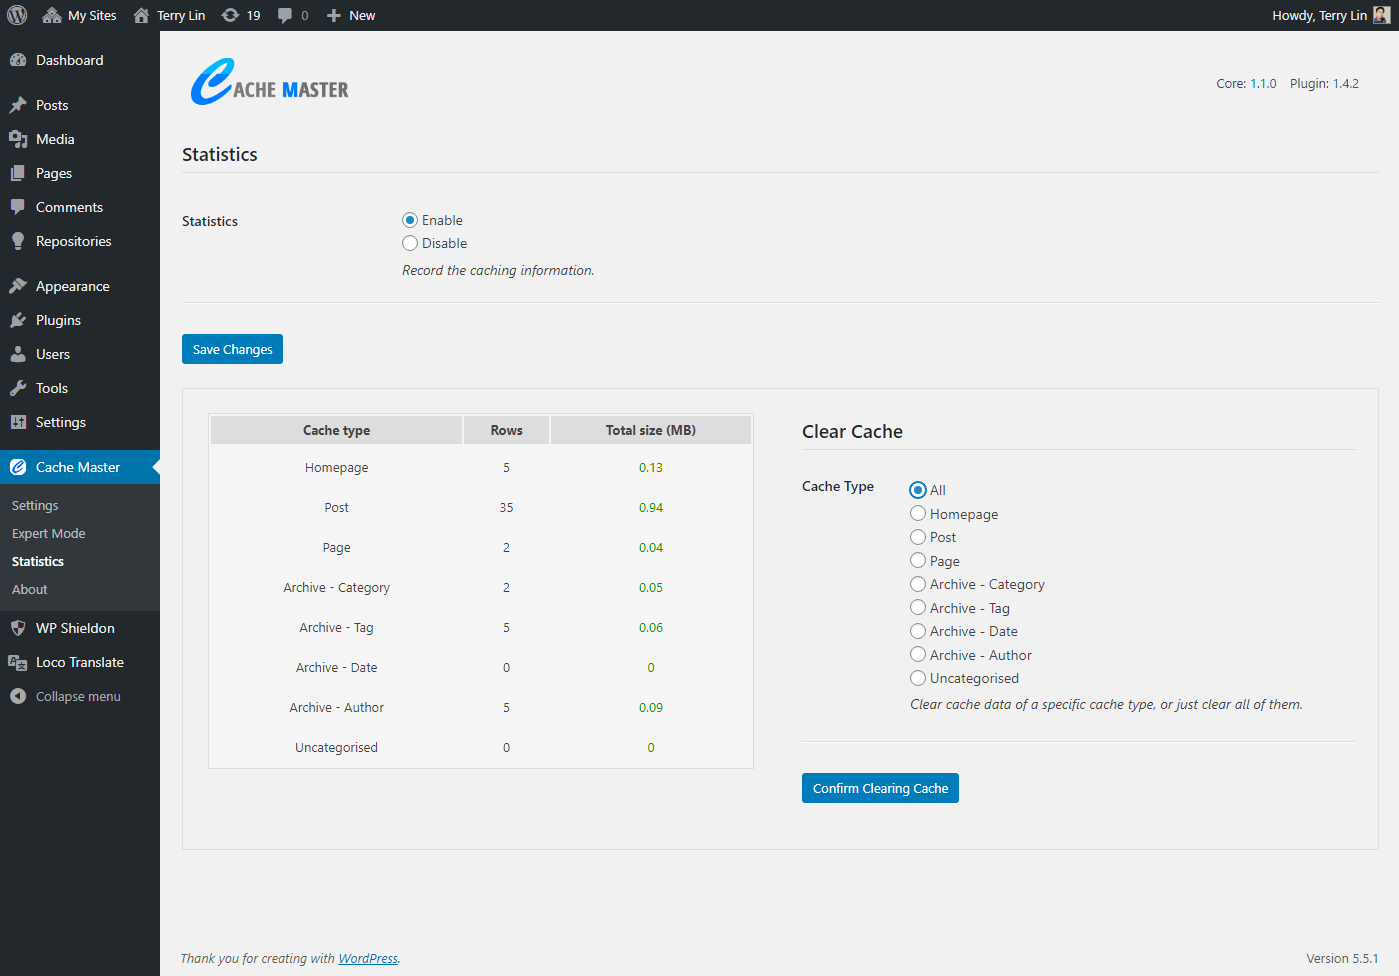 My Sites
Terry Lin
19
0
New
Howdy, Terry Lin
Dashboard
Posts
Media
Pages
Comments
Repositories
Appearance
Plugins
Users
Tools
Settings
Cache Master
Settings
Expert Mode
Statistics
About
WP Shieldon
Loco Translate
Collapse menu
CACHE MASTER
Core: 1.1.0 Plugin: 1.4.2
Statistics
Statistics
Enable
Disable
Record the caching information.
Save Changes
Cache type Rows Total size (MB)
Homepage 5 0.13
Post 35 0.94
Page 2 0.04
Archive - Category 2 0.05
Archive - Tag 5 0.06
Archive - Date 0 0
Archive - Author 5 0.09
Uncategorised 0 0
Clear Cache
Cache Type
All
Homepage
Post
Page
Archive - Category
Archive - Tag
Archive - Date
Archive - Author
Uncategorised
Clear cache data of a specific cache type, or just clear all of them.
Confirm Clearing Cache
Thank you for creating with WordPress.
Version 5.5.1